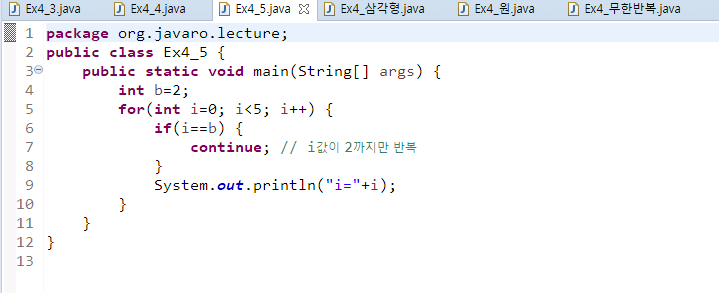 Ex4_3.java Ex4_4.java Ex4_5.java Ex4_삼각형.java Ex4_원.java Ex4_무한반복.java
1 package org.javaro.lecture;
2 public class Ex4_5 {
3 public static void main(String[] args) {
4 int b=2;
5 for(int i=0; i<5; i++) {
6 if(i==b) {
7 continue; // i값이 2까지만 반복
8 }
9 System.out.println("i="+i);
10 }
11 }
12 }
13